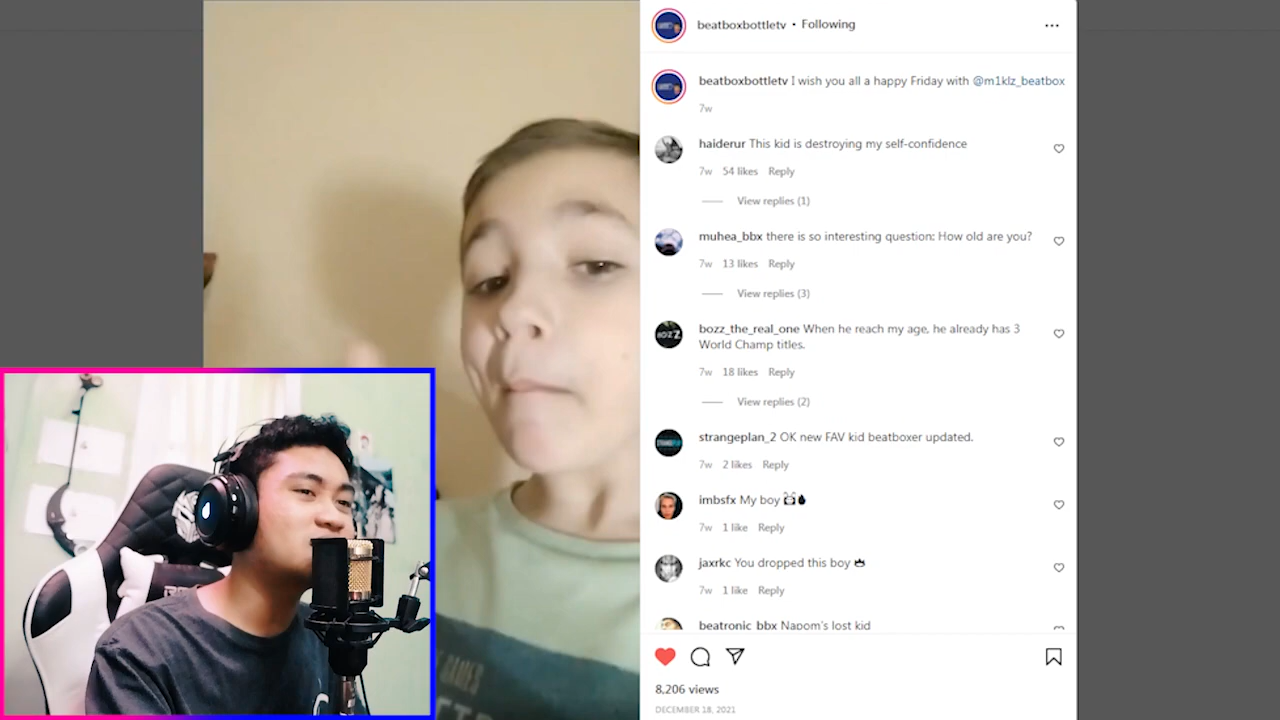 beatboxbottletv • Following
beatboxbottletv I wish you all a happy Friday with @m1klz_beatbox
7w
haiderur This kid is destroying my self-confidence
7w 54 likes Reply
View replies (1)
muhea_bbx there is so interesting question: How old are you?
7w 13 likes Reply
View replies (3)
bozz_the_real_one When he reach my age, he already has 3
World Champ titles.
7w 18 likes Reply
View replies (2)
strangeplan_2 OK new FAV kid beatboxer updated.
7w 2 likes Reply
imbsfx My boy
7w 1 like Reply
jaxrkc You dropped this boy
7w 1 like Reply
beatronic_bbx Napom's lost kid
8,206 views
DECEMBER 18, 2021